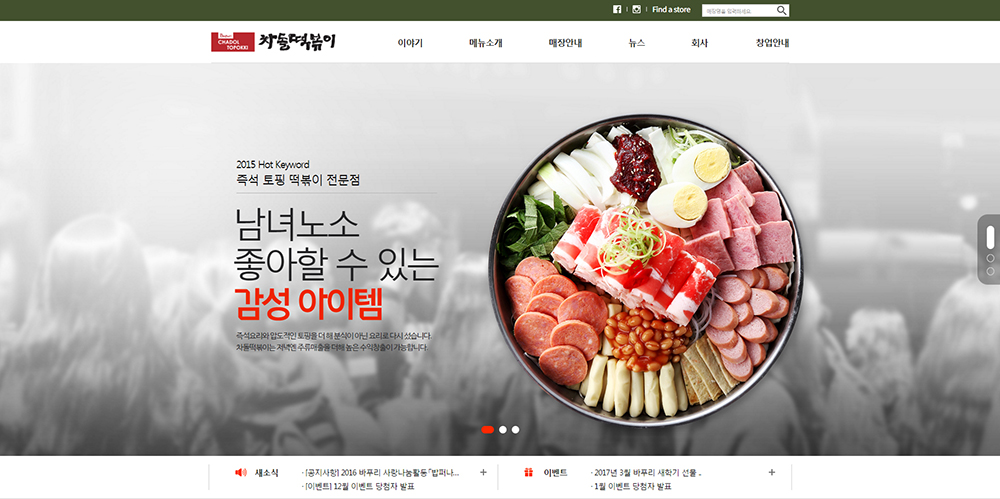 Find a store
매장명을 입력하세요.
CHADOL
TOPOKKI
차돌떡볶이
이야기
메뉴소개
매장안내
뉴스
회사
창업안내
2015 Hot Keyword
즉석 토핑 떡볶이 전문점
남녀노소
좋아할 수 있는
감성 아이템
즉석요리와 압도적인 토핑을 더 해 분식이 아닌 요리로 다시 섰습니다.
차돌떡볶이는 저녁엔 주류매출을 더해 높은 수익창출이 가능합니다.
새소식
· [공지사항] 2016 바푸리 사랑나눔활동 "밥퍼나...
· [이벤트] 12월 이벤트 당첨자 발표
이벤트
· 2017년 3월 바푸리 새학기 선물 ..
· 1월 이벤트 당첨자 발표